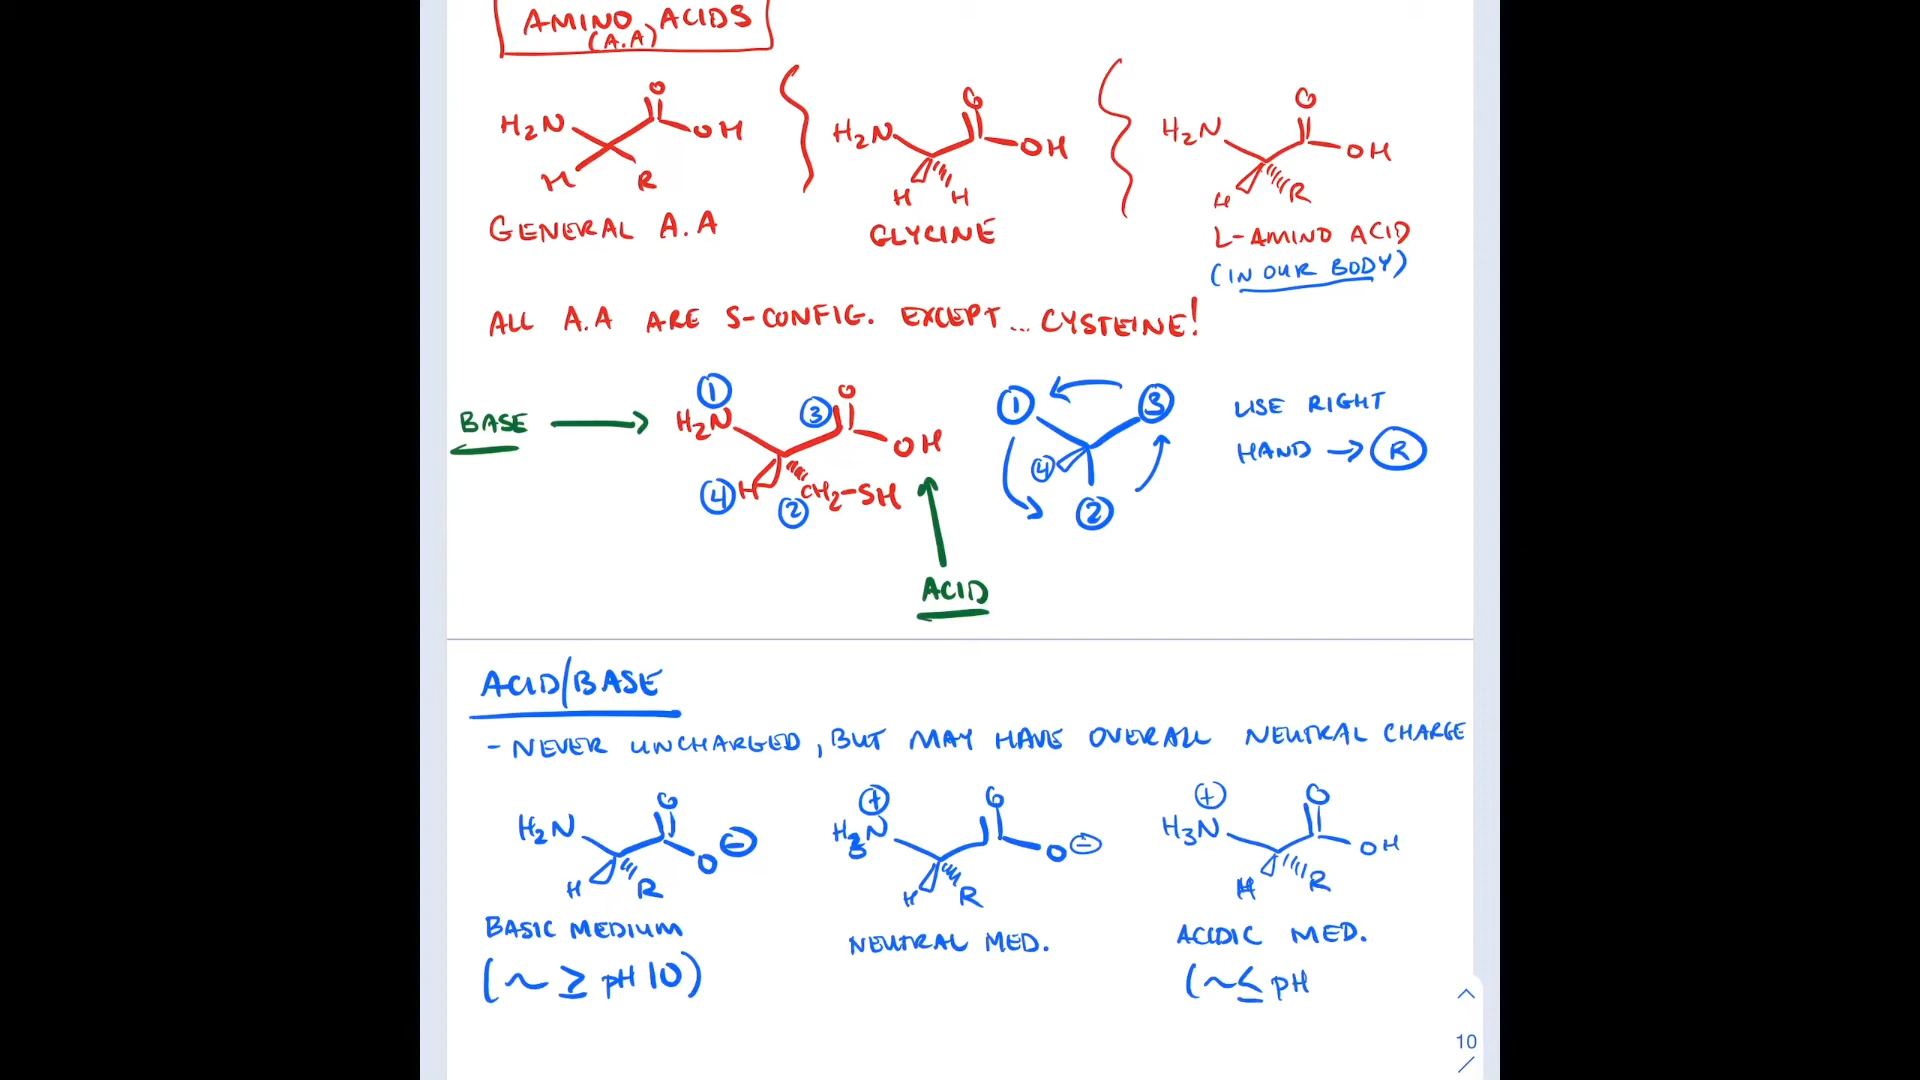 AMINO ACIDS
(A.A)
H₂N O OH H R
GENERAL A.A
H₂N O OH H H
GLYCINE
H₂N O OH H R
L-AMINO ACID
(IN OUR BODY)
ALL A.A ARE S-CONFIG. EXCEPT... CYSTEINE!
BASE →
① H₂N ③ O OH ④ H ② CH₂-SH
ACID
① ③ ④ ②
USE RIGHT
HAND → Ⓡ
ACID/BASE
- NEVER UNCHARGED, BUT MAY HAVE OVERALL NEUTRAL CHARGE
H₂N O O ⊖ H R
BASIC MEDIUM
(~ ≥ pH 10)
⊕ H₃N O O ⊖ H R
NEUTRAL MED.
⊕ H₃N O OH H R
ACIDIC MED.
(~ ≤ pH
10